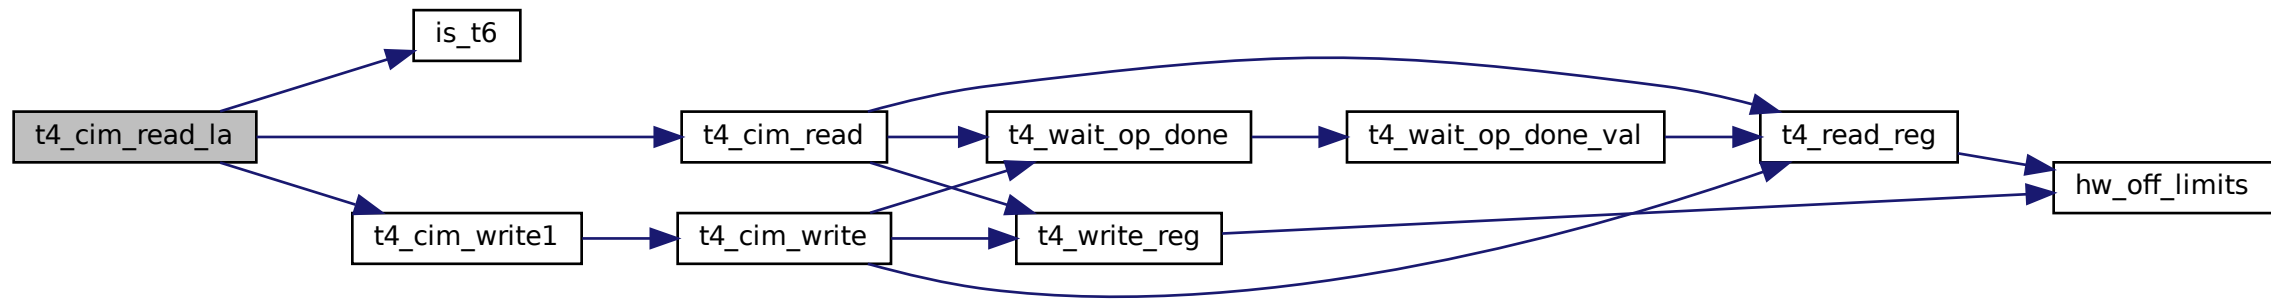 is_t6
t4_cim_read_la
t4_cim_read
t4_wait_op_done
t4_wait_op_done_val
t4_read_reg
hw_off_limits
t4_cim_write1
t4_cim_write
t4_write_reg